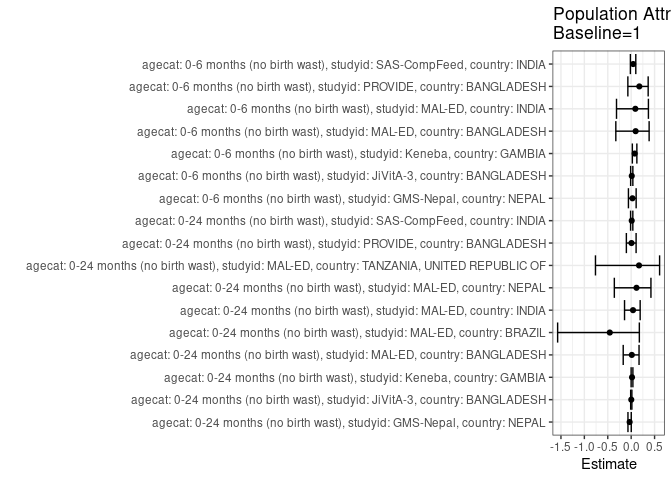 Population Attr
Baseline=1
agecat: 0-6 months (no birth wast), studyid: SAS-CompFeed, country: INDIA
agecat: 0-6 months (no birth wast), studyid: PROVIDE, country: BANGLADESH
agecat: 0-6 months (no birth wast), studyid: MAL-ED, country: INDIA
agecat: 0-6 months (no birth wast), studyid: MAL-ED, country: BANGLADESH
agecat: 0-6 months (no birth wast), studyid: Keneba, country: GAMBIA
agecat: 0-6 months (no birth wast), studyid: JiVitA-3, country: BANGLADESH
agecat: 0-6 months (no birth wast), studyid: GMS-Nepal, country: NEPAL
agecat: 0-24 months (no birth wast), studyid: SAS-CompFeed, country: INDIA
agecat: 0-24 months (no birth wast), studyid: PROVIDE, country: BANGLADESH
agecat: 0-24 months (no birth wast), studyid: MAL-ED, country: TANZANIA, UNITED REPUBLIC OF
agecat: 0-24 months (no birth wast), studyid: MAL-ED, country: NEPAL
agecat: 0-24 months (no birth wast), studyid: MAL-ED, country: INDIA
agecat: 0-24 months (no birth wast), studyid: MAL-ED, country: BRAZIL
agecat: 0-24 months (no birth wast), studyid: MAL-ED, country: BANGLADESH
agecat: 0-24 months (no birth wast), studyid: Keneba, country: GAMBIA
agecat: 0-24 months (no birth wast), studyid: JiVitA-3, country: BANGLADESH
agecat: 0-24 months (no birth wast), studyid: GMS-Nepal, country: NEPAL
-1.5 -1.0 -0.5 0.0 0.5
Estimate